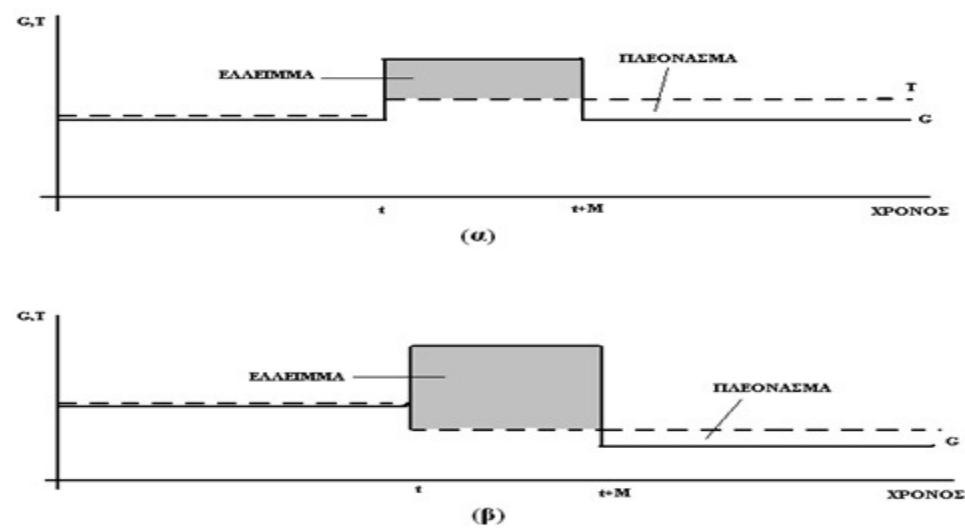 G,T
ΕΛΛΕΙΜΜΑ
ΠΛΕΟΝΑΣΜΑ
T
G
t
t+M
ΧΡΟΝΟΣ
(α)
G,T
ΕΛΛΕΙΜΜΑ
ΠΛΕΟΝΑΣΜΑ
G
t
t+M
ΧΡΟΝΟΣ
(β)